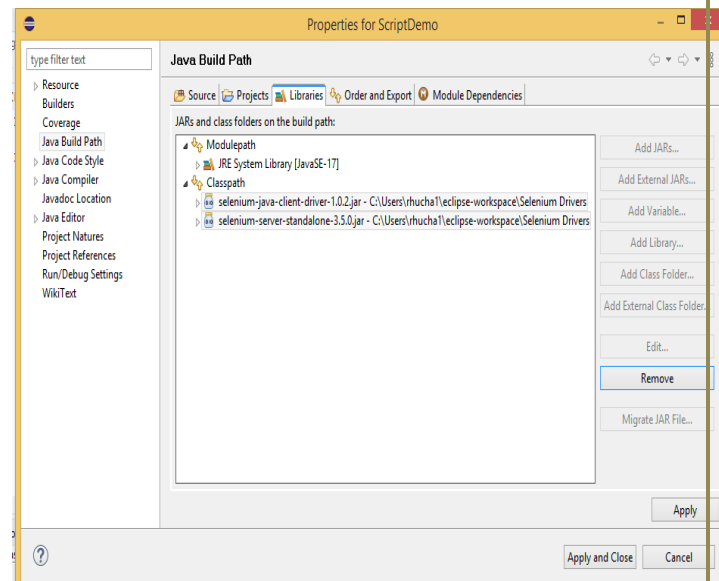 Properties for ScriptDemo
type filter text
Resource
Builders
Coverage
Java Build Path
Java Code Style
Java Compiler
Javadoc Location
Java Editor
Project Natures
Project References
Run/Debug Settings
WikiText
Java Build Path
Source Projects Libraries Order and Export Module Dependencies
JARs and class folders on the build path:
Modulepath
JRE System Library [JavaSE-17]
Classpath
selenium-java-client-driver-1.0.2.jar - C:\Users\rhucha1\eclipse-workspace\Selenium Drivers
selenium-server-standalone-3.5.0.jar - C:\Users\rhucha1\eclipse-workspace\Selenium Drivers
Add JARs...
Add External JARs...
Add Variable...
Add Library...
Add Class Folder...
Add External Class Folder.
Edit...
Remove
Migrate JAR File...
Apply
?
Apply and Close Cancel